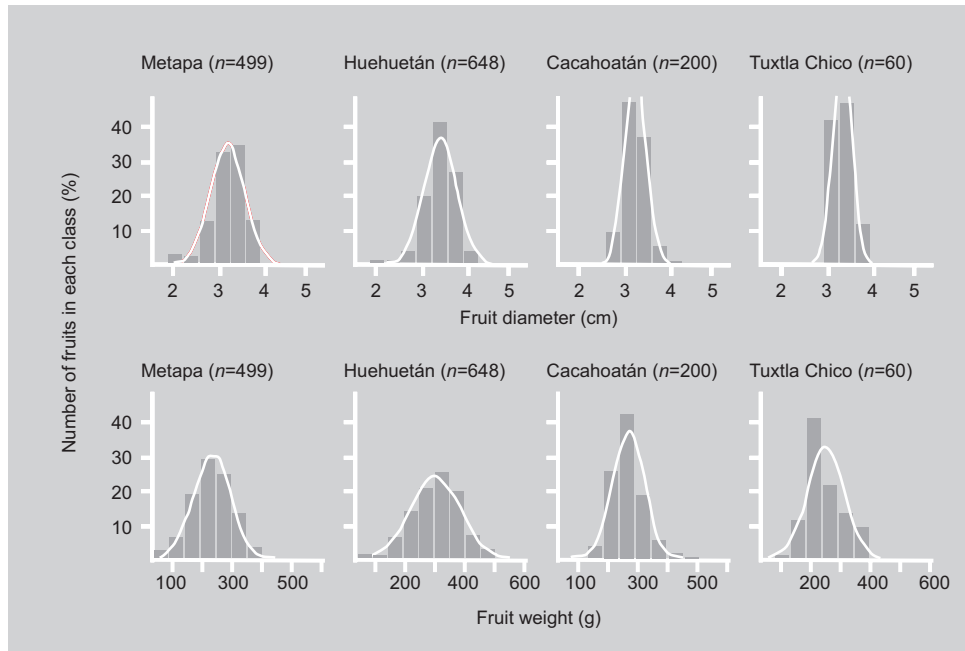 Metapa (n=499) Huehuetán (n=648) Cacahoatán (n=200) Tuxtla Chico (n=60)
40
30
20
10
2 3 4 5 2 3 4 5 2 3 4 5 2 3 4 5
Fruit diameter (cm)
Number of fruits in each class (%)
Metapa (n=499) Huehuetán (n=648) Cacahoatán (n=200) Tuxtla Chico (n=60)
40
30
20
10
100 300 500 200 400 600 100 300 500 200 400 600
Fruit weight (g)